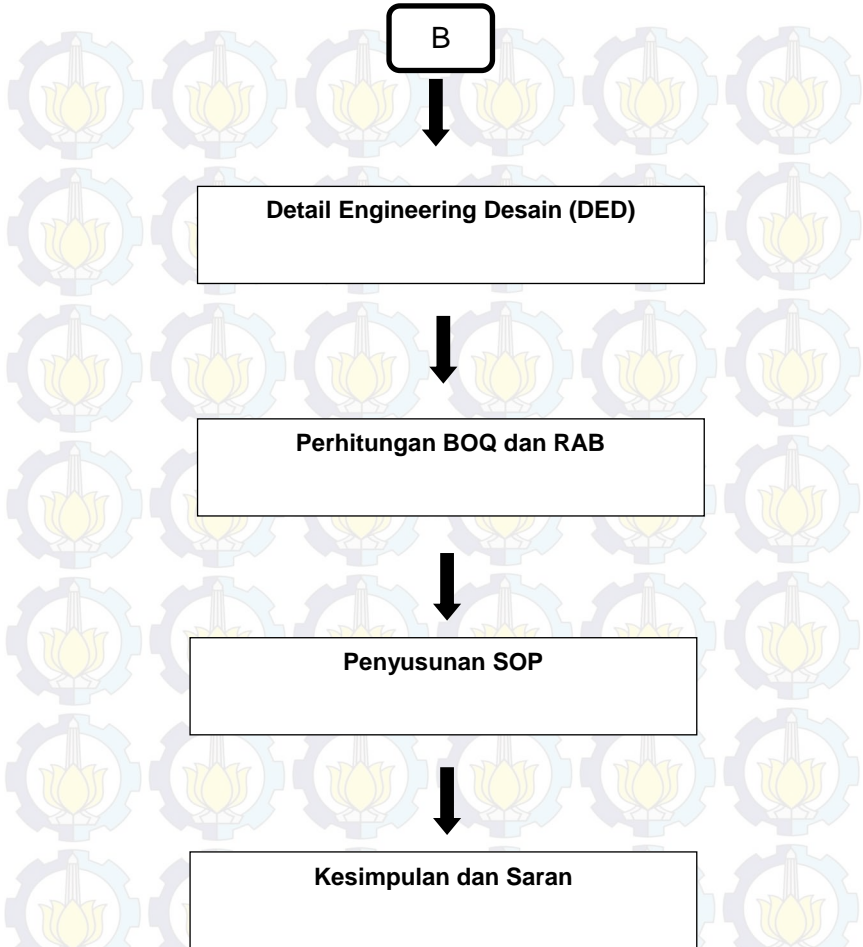 B
Detail Engineering Desain (DED)
Perhitungan BOQ dan RAB
Penyusunan SOP
Kesimpulan dan Saran